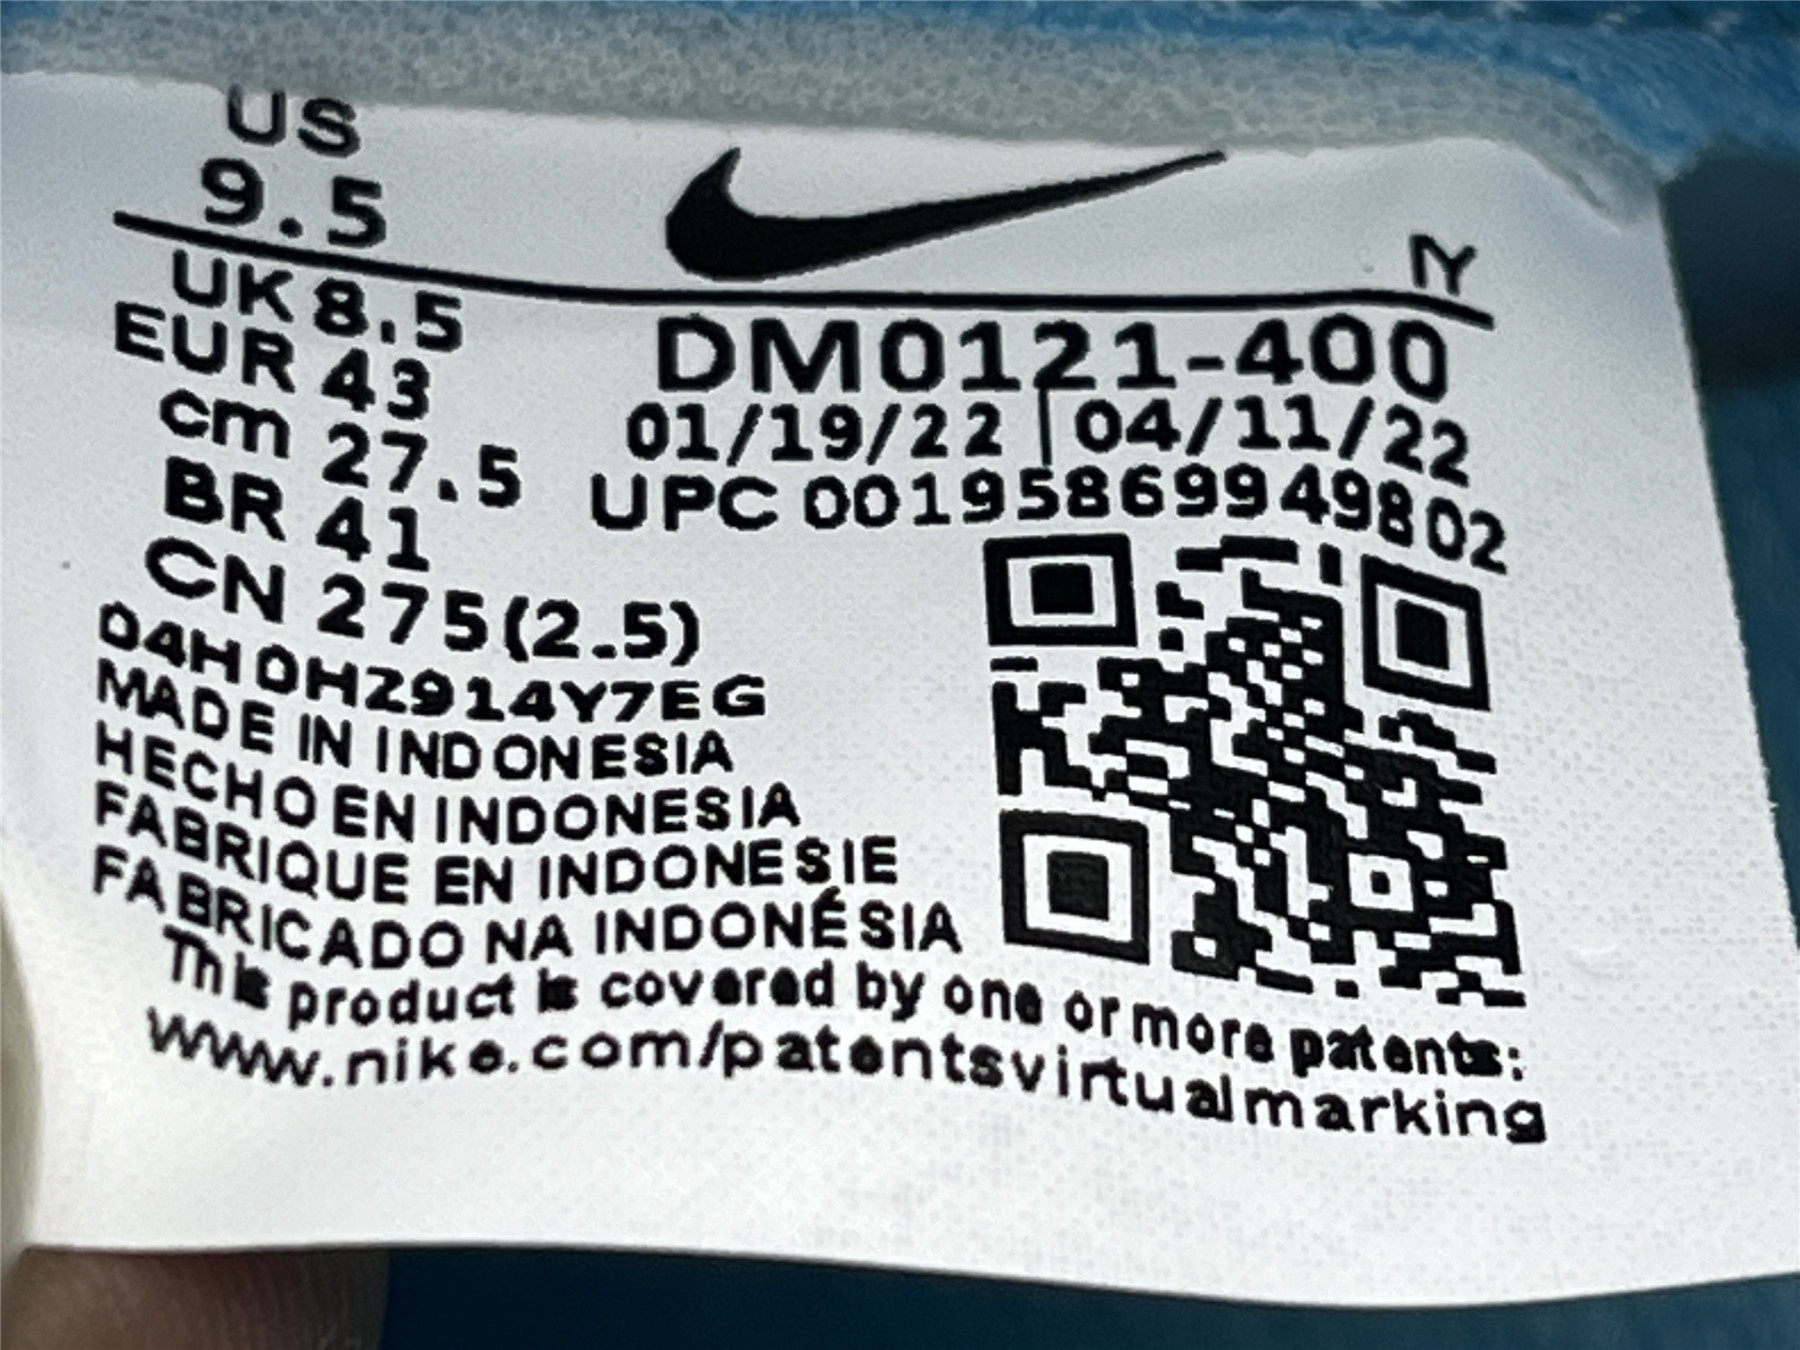 US
9.5
IY
UK 8.5
EUR 43
cm 27.5
BR 41
CN 275(2.5)
DM0121-400
01/19/22 | 04/11/22
UPC 00195869949802
04H0HZ914Y7EG
MADE IN INDONESIA
HECHO EN INDONESIA
FABRIQUE EN INDONESIE
FABRICADO NA INDONÉSIA
This product is covered by one or more patents:
www.nike.com/patentsvirtualmarking